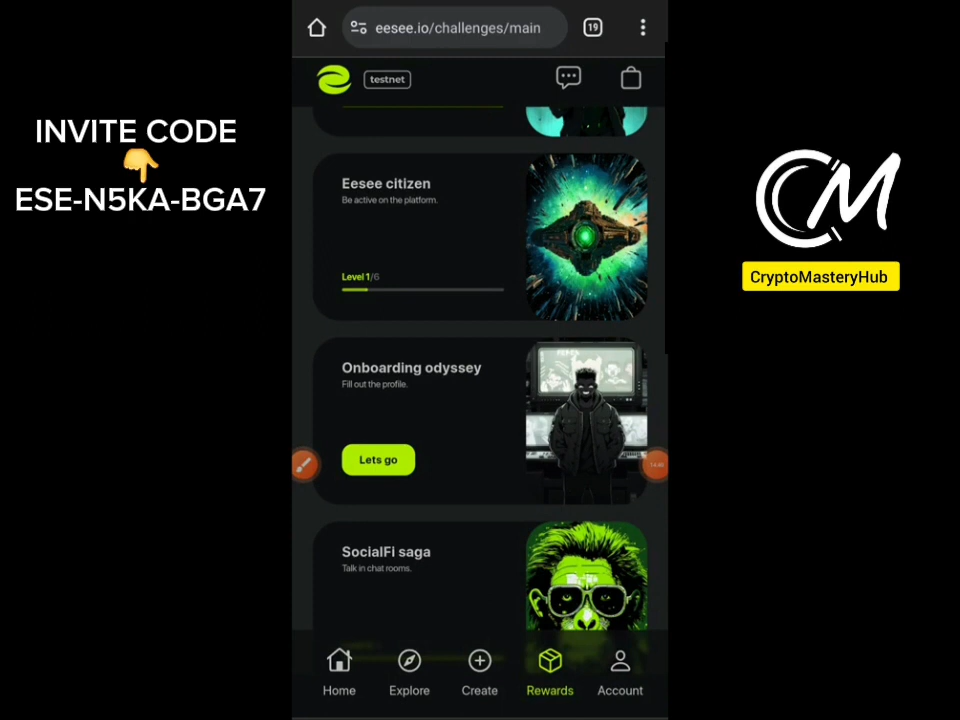 INVITE CODE
👇
ESE-N5KA-BGA7
eesee.io/challenges/main
19
testnet
Eesee citizen
Be active on the platform.
Level 1/6
Onboarding odyssey
Fill out the profile.
Lets go
SocialFi saga
Talk in chat rooms.
Home
Explore
Create
Rewards
Account
CM
CryptoMasteryHub